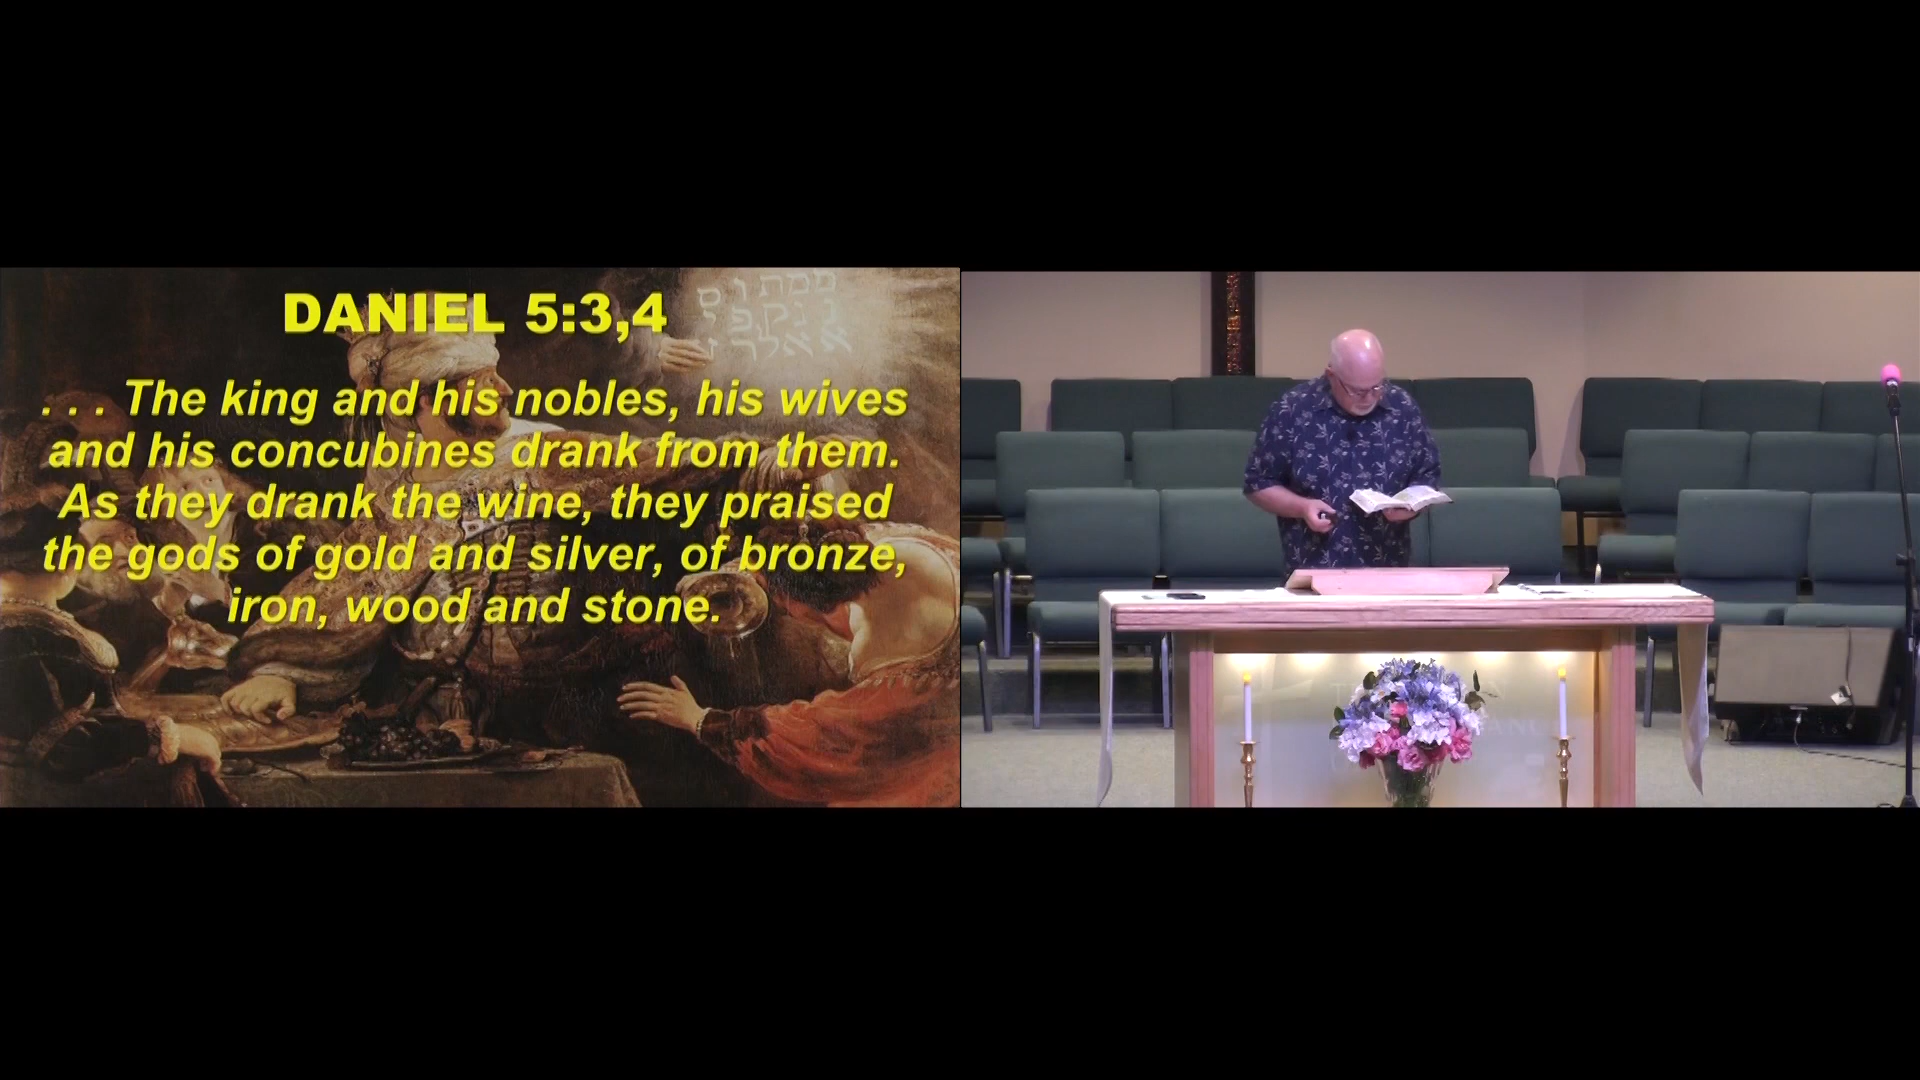 DANIEL 5:3,4
. . . The king and his nobles, his wives
and his concubines drank from them.
As they drank the wine, they praised
the gods of gold and silver, of bronze,
iron, wood and stone.